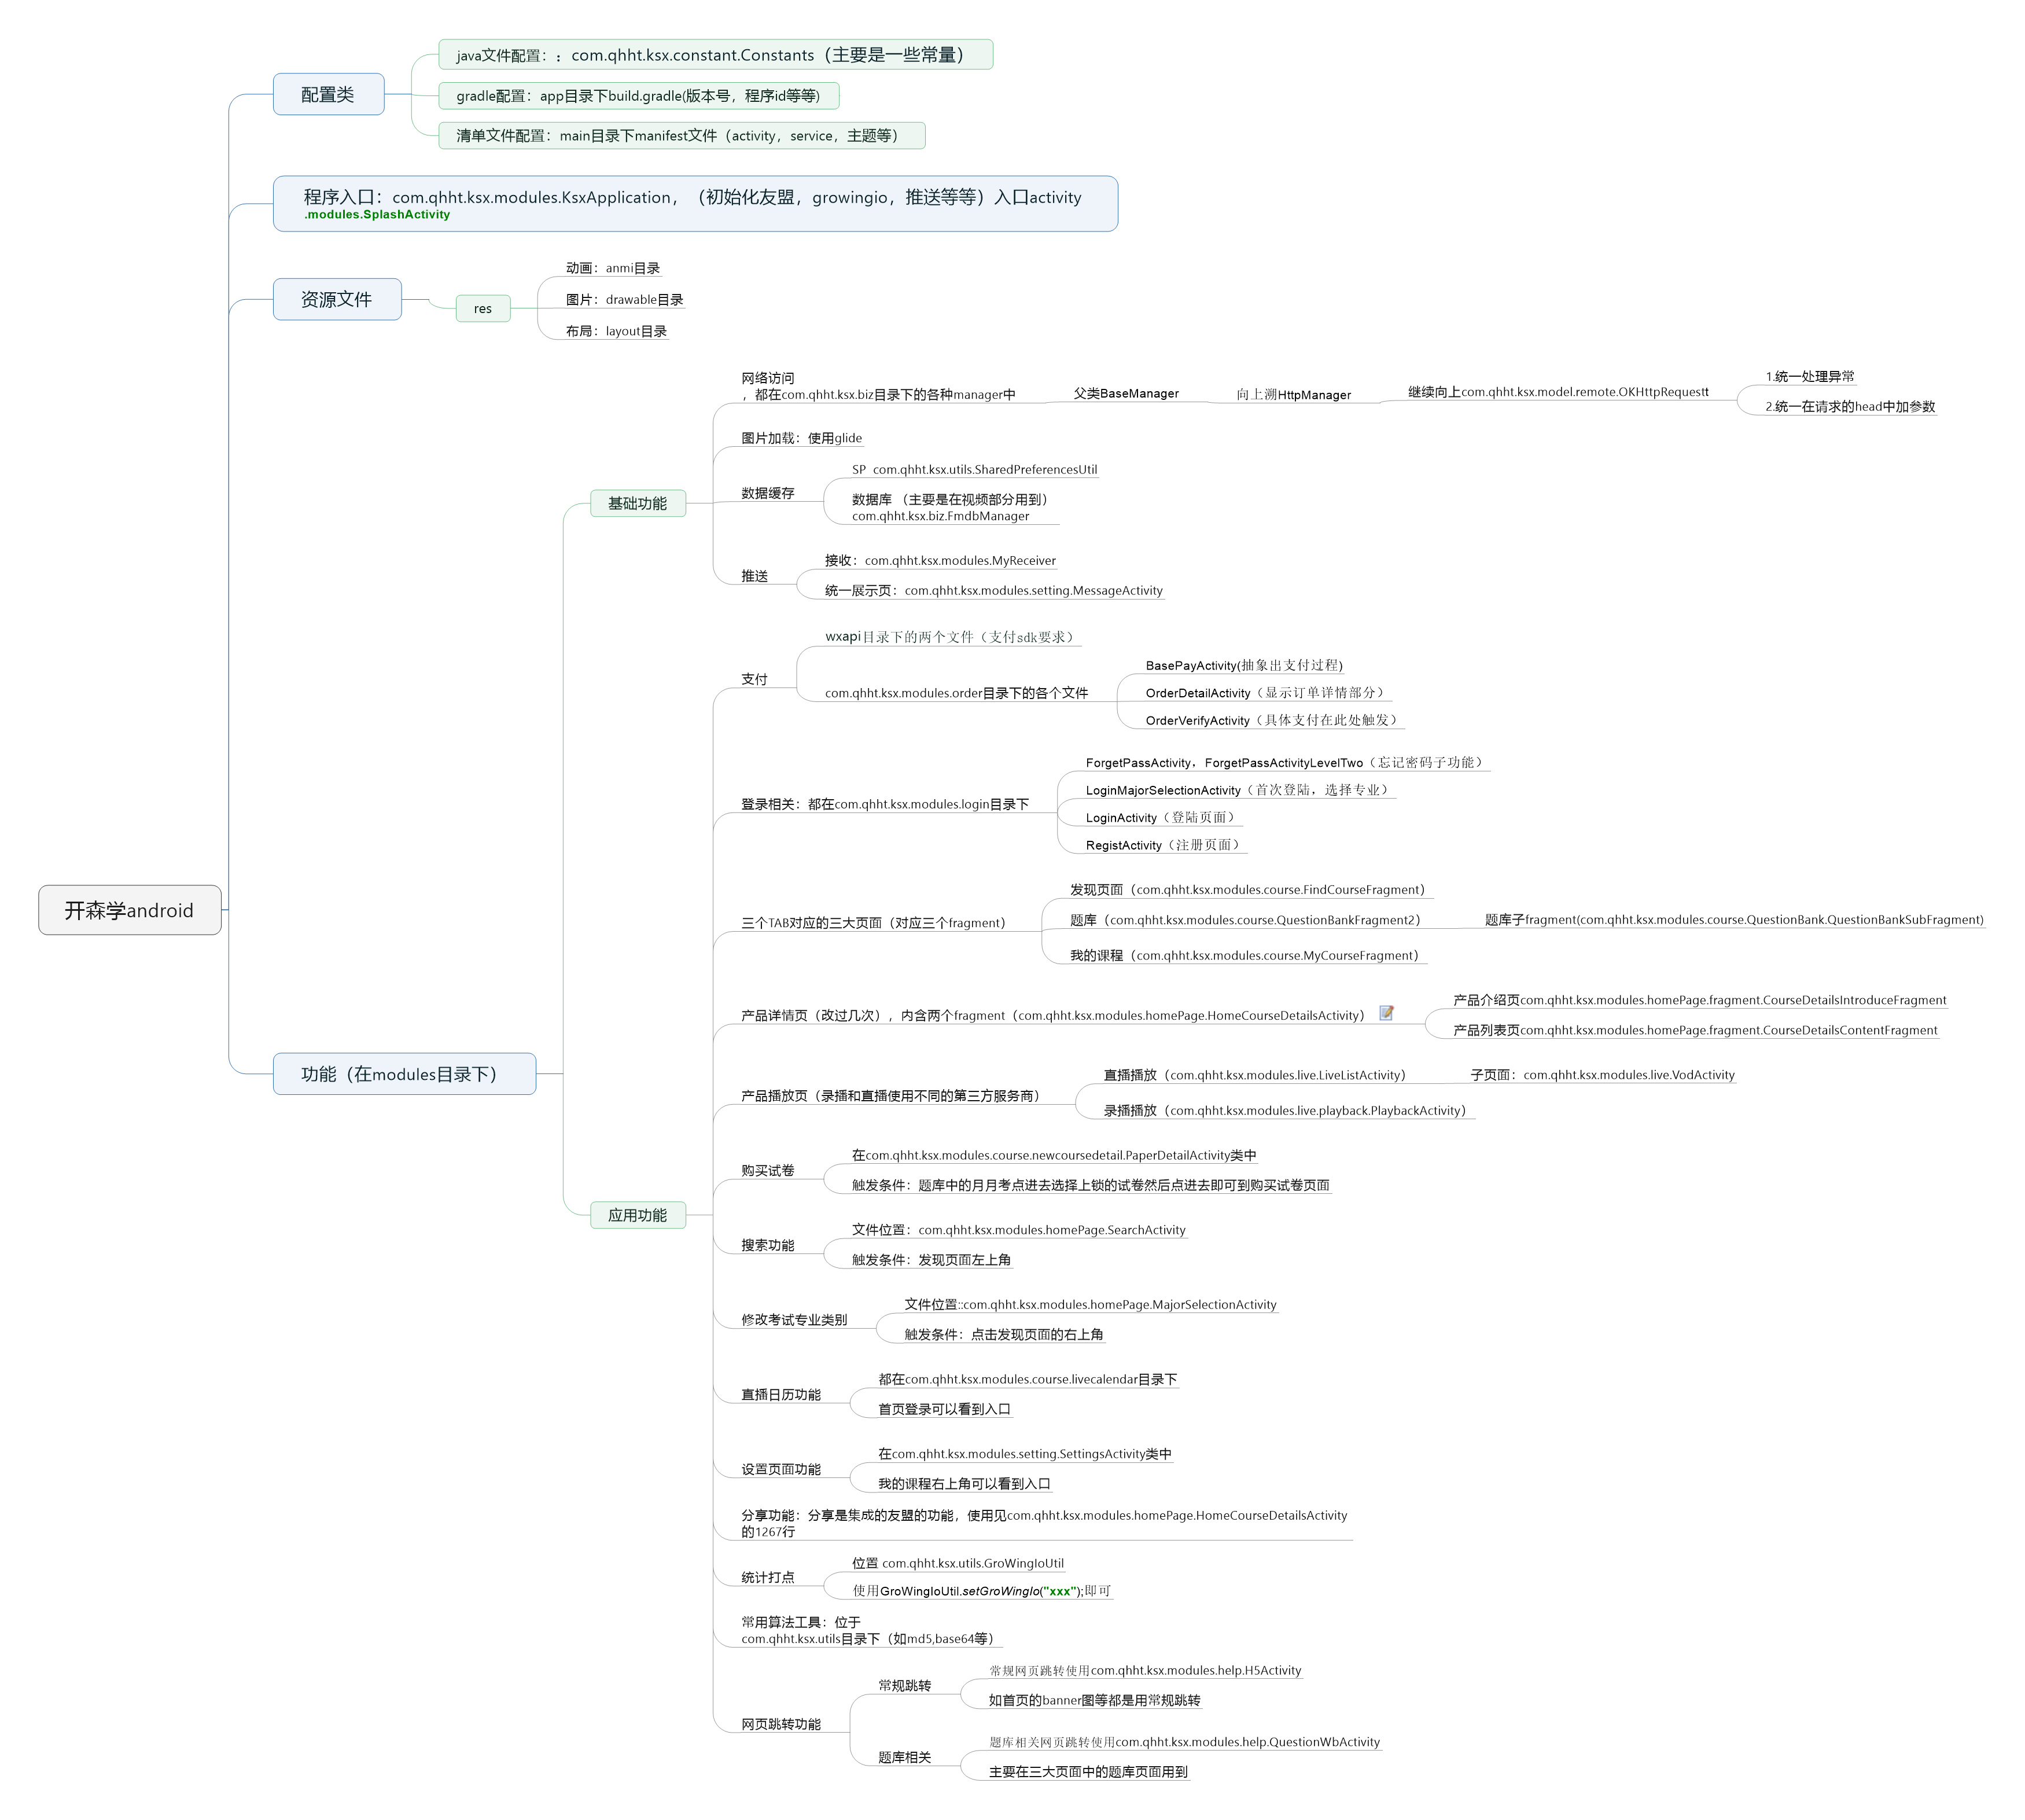 java文件配置：：com.qhht.ksx.constant.Constants（主要是一些常量）
配置类
gradle配置：app目录下build.gradle(版本号，程序id等等)
清单文件配置：main目录下manifest文件（activity，service，主题等）
程序入口：com.qhht.ksx.modules.KsxApplication，（初始化友盟，growingio，推送等等）入口activity
.modules.SplashActivity
资源文件
res
动画：anmi目录
图片：drawable目录
布局：layout目录
开森学android
功能（在modules目录下）
基础功能
网络访问
，都在com.qhht.ksx.biz目录下的各种manager中
父类BaseManager
向上溯HttpManager
继续向上com.qhht.ksx.model.remote.OKHttpRequestt
1.统一处理异常
2.统一在请求的head中加参数
图片加载：使用glide
数据缓存
SP  com.qhht.ksx.utils.SharedPreferencesUtil
数据库 （主要是在视频部分用到）
com.qhht.ksx.biz.FmdbManager
推送
接收：com.qhht.ksx.modules.MyReceiver
统一展示页：com.qhht.ksx.modules.setting.MessageActivity
应用功能
支付
wxapi目录下的两个文件（支付sdk要求）
com.qhht.ksx.modules.order目录下的各个文件
BasePayActivity(抽象出支付过程)
OrderDetailActivity（显示订单详情部分）
OrderVerifyActivity（具体支付在此处触发）
登录相关：都在com.qhht.ksx.modules.login目录下
ForgetPassActivity，ForgetPassActivityLevelTwo（忘记密码子功能）
LoginMajorSelectionActivity（首次登陆，选择专业）
LoginActivity（登陆页面）
RegistActivity（注册页面）
三个TAB对应的三大页面（对应三个fragment）
发现页面（com.qhht.ksx.modules.course.FindCourseFragment）
题库（com.qhht.ksx.modules.course.QuestionBankFragment2）
题库子fragment(com.qhht.ksx.modules.course.QuestionBank.QuestionBankSubFragment)
我的课程（com.qhht.ksx.modules.course.MyCourseFragment）
产品详情页（改过几次），内含两个fragment（com.qhht.ksx.modules.homePage.HomeCourseDetailsActivity）
产品介绍页com.qhht.ksx.modules.homePage.fragment.CourseDetailsIntroduceFragment
产品列表页com.qhht.ksx.modules.homePage.fragment.CourseDetailsContentFragment
产品播放页（录播和直播使用不同的第三方服务商）
直播播放（com.qhht.ksx.modules.live.LiveListActivity）
子页面：com.qhht.ksx.modules.live.VodActivity
录播播放（com.qhht.ksx.modules.live.playback.PlaybackActivity）
购买试卷
在com.qhht.ksx.modules.course.newcoursedetail.PaperDetailActivity类中
触发条件：题库中的月月考点进去选择上锁的试卷然后点进去即可到购买试卷页面
搜索功能
文件位置：com.qhht.ksx.modules.homePage.SearchActivity
触发条件：发现页面左上角
修改考试专业类别
文件位置::com.qhht.ksx.modules.homePage.MajorSelectionActivity
触发条件：点击发现页面的右上角
直播日历功能
都在com.qhht.ksx.modules.course.livecalendar目录下
首页登录可以看到入口
设置页面功能
在com.qhht.ksx.modules.setting.SettingsActivity类中
我的课程右上角可以看到入口
分享功能：分享是集成的友盟的功能，使用见com.qhht.ksx.modules.homePage.HomeCourseDetailsActivity
的1267行
统计打点
位置 com.qhht.ksx.utils.GroWingIoUtil
使用GroWingIoUtil.setGroWingIo("xxx");即可
常用算法工具：位于
com.qhht.ksx.utils目录下（如md5,base64等）
网页跳转功能
常规跳转
常规网页跳转使用com.qhht.ksx.modules.help.H5Activity
如首页的banner图等都是用常规跳转
题库相关
题库相关网页跳转使用com.qhht.ksx.modules.help.QuestionWbActivity
主要在三大页面中的题库页面用到